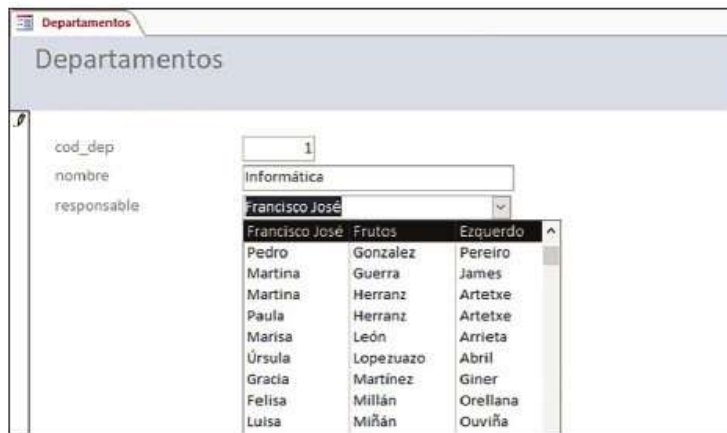 Departamentos
Departamentos
cod_dep 1
nombre Informática
responsable Francisco José
Francisco José Frutos Ezquerdo
Pedro Gonzalez Pereiro
Martina Guerra James
Martina Herranz Artetxe
Paula Herranz Artetxe
Marisa León Arrieta
Úrsula Lopezuazo Abril
Gracia Martínez Giner
Felisa Millán Orellana
Luisa Miñán Ouviña